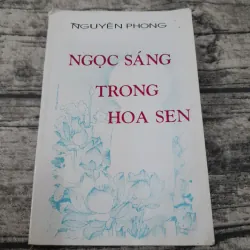 NGUYÊN PHONG
NGỌC SÁNG
TRONG
HOA SEN